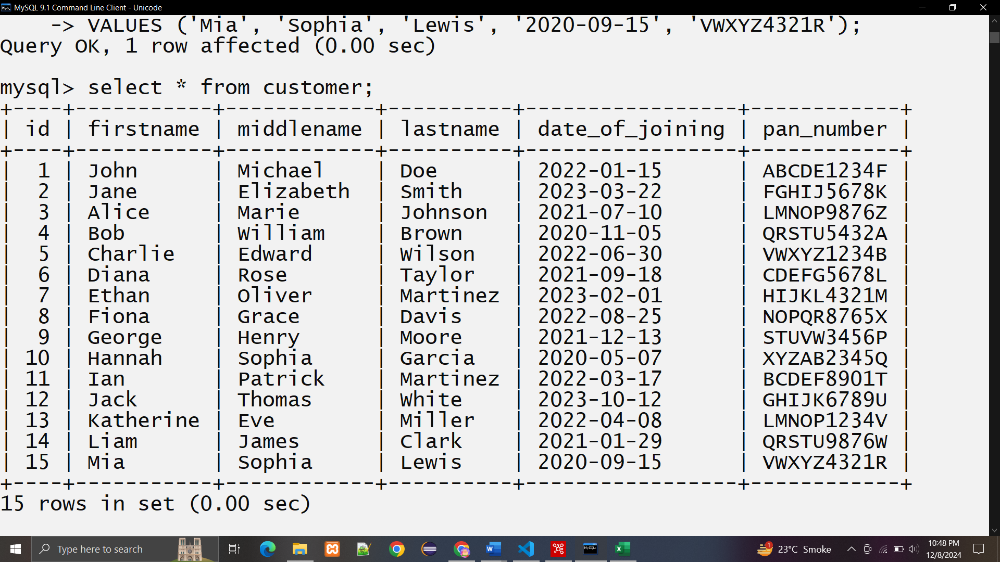 MySQL 9.1 Command Line Client - Unicode
    -> VALUES ('Mia', 'Sophia', 'Lewis', '2020-09-15', 'VWXYZ4321R');
Query OK, 1 row affected (0.00 sec)

mysql> select * from customer;
+----+-----------+------------+----------+-----------------+------------+
| id | firstname | middlename | lastname | date_of_joining | pan_number |
+----+-----------+------------+----------+-----------------+------------+
|  1 | John      | Michael    | Doe      | 2022-01-15      | ABCDE1234F |
|  2 | Jane      | Elizabeth  | Smith    | 2023-03-22      | FGHIJ5678K |
|  3 | Alice     | Marie      | Johnson  | 2021-07-10      | LMNOP9876Z |
|  4 | Bob       | William    | Brown    | 2020-11-05      | QRSTU5432A |
|  5 | Charlie   | Edward     | Wilson   | 2022-06-30      | VWXYZ1234B |
|  6 | Diana     | Rose       | Taylor   | 2021-09-18      | CDEFG5678L |
|  7 | Ethan     | Oliver     | Martinez | 2023-02-01      | HIJKL4321M |
|  8 | Fiona     | Grace      | Davis    | 2022-08-25      | NOPQR8765X |
|  9 | George    | Henry      | Moore    | 2021-12-13      | STUVW3456P |
| 10 | Hannah    | Sophia     | Garcia   | 2020-05-07      | XYZAB2345Q |
| 11 | Ian       | Patrick    | Martinez | 2022-03-17      | BCDEF8901T |
| 12 | Jack      | Thomas     | White    | 2023-10-12      | GHIJK6789U |
| 13 | Katherine | Eve        | Miller   | 2022-04-08      | LMNOP1234V |
| 14 | Liam      | James      | Clark    | 2021-01-29      | QRSTU9876W |
| 15 | Mia       | Sophia     | Lewis    | 2020-09-15      | VWXYZ4321R |
+----+-----------+------------+----------+-----------------+------------+
15 rows in set (0.00 sec)
Type here to search
1
23°C Smoke
10:48 PM
12/8/2024